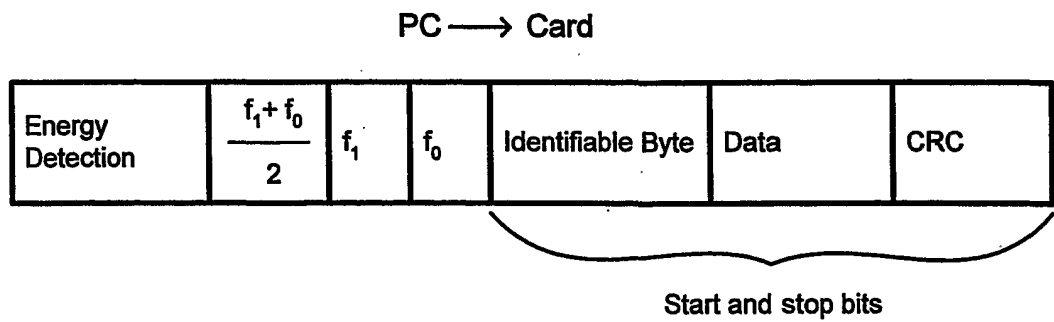 PC → Card
Energy
Detection
f₁ + f₀
2
f₁
f₀
Identifiable Byte
Data
CRC
Start and stop bits